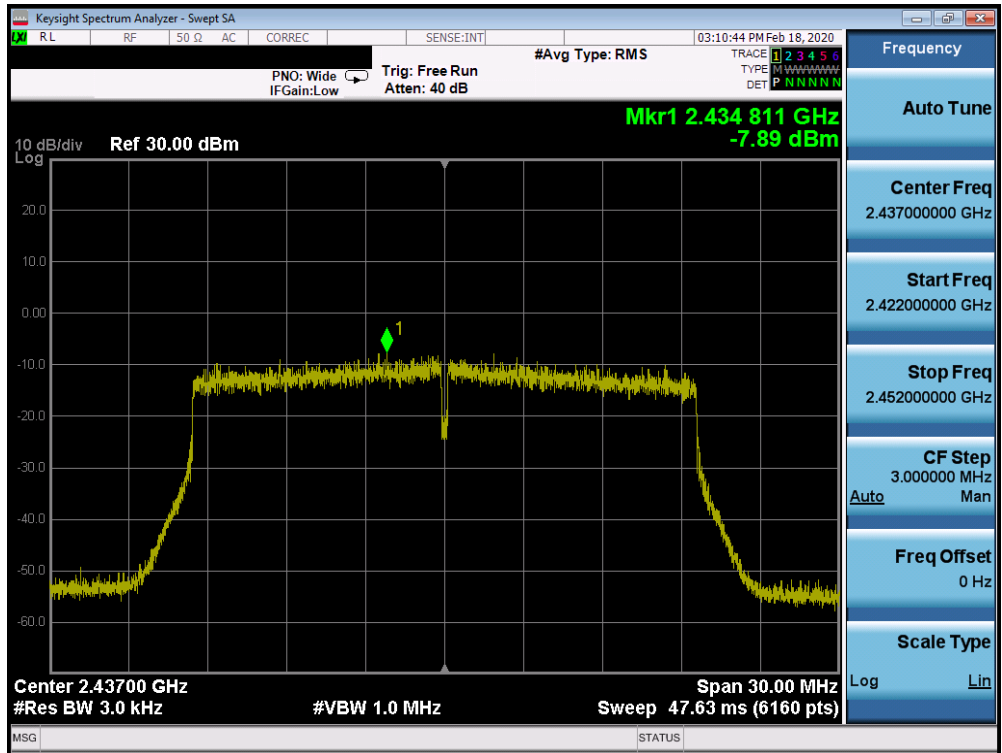 Keysight Spectrum Analyzer - Swept SA
LXI RL RF 50 Ω AC CORREC SENSE:INT 03:10:44 PM Feb 18, 2020
#Avg Type: RMS TRACE 1 2 3 4 5 6
PNO: Wide Trig: Free Run TYPE M WWWWW
IFGain:Low Atten: 40 dB DET P N N N N N
Mkr1 2.434 811 GHz
-7.89 dBm
10 dB/div Ref 30.00 dBm
Log
20.0
10.0
0.00
1
-10.0
-20.0
-30.0
-40.0
-50.0
-60.0
Center 2.43700 GHz Span 30.00 MHz
#Res BW 3.0 kHz #VBW 1.0 MHz Sweep 47.63 ms (6160 pts)
MSG STATUS
Frequency
Auto Tune
Center Freq
2.437000000 GHz
Start Freq
2.422000000 GHz
Stop Freq
2.452000000 GHz
CF Step
3.000000 MHz
Auto Man
Freq Offset
0 Hz
Scale Type
Log Lin